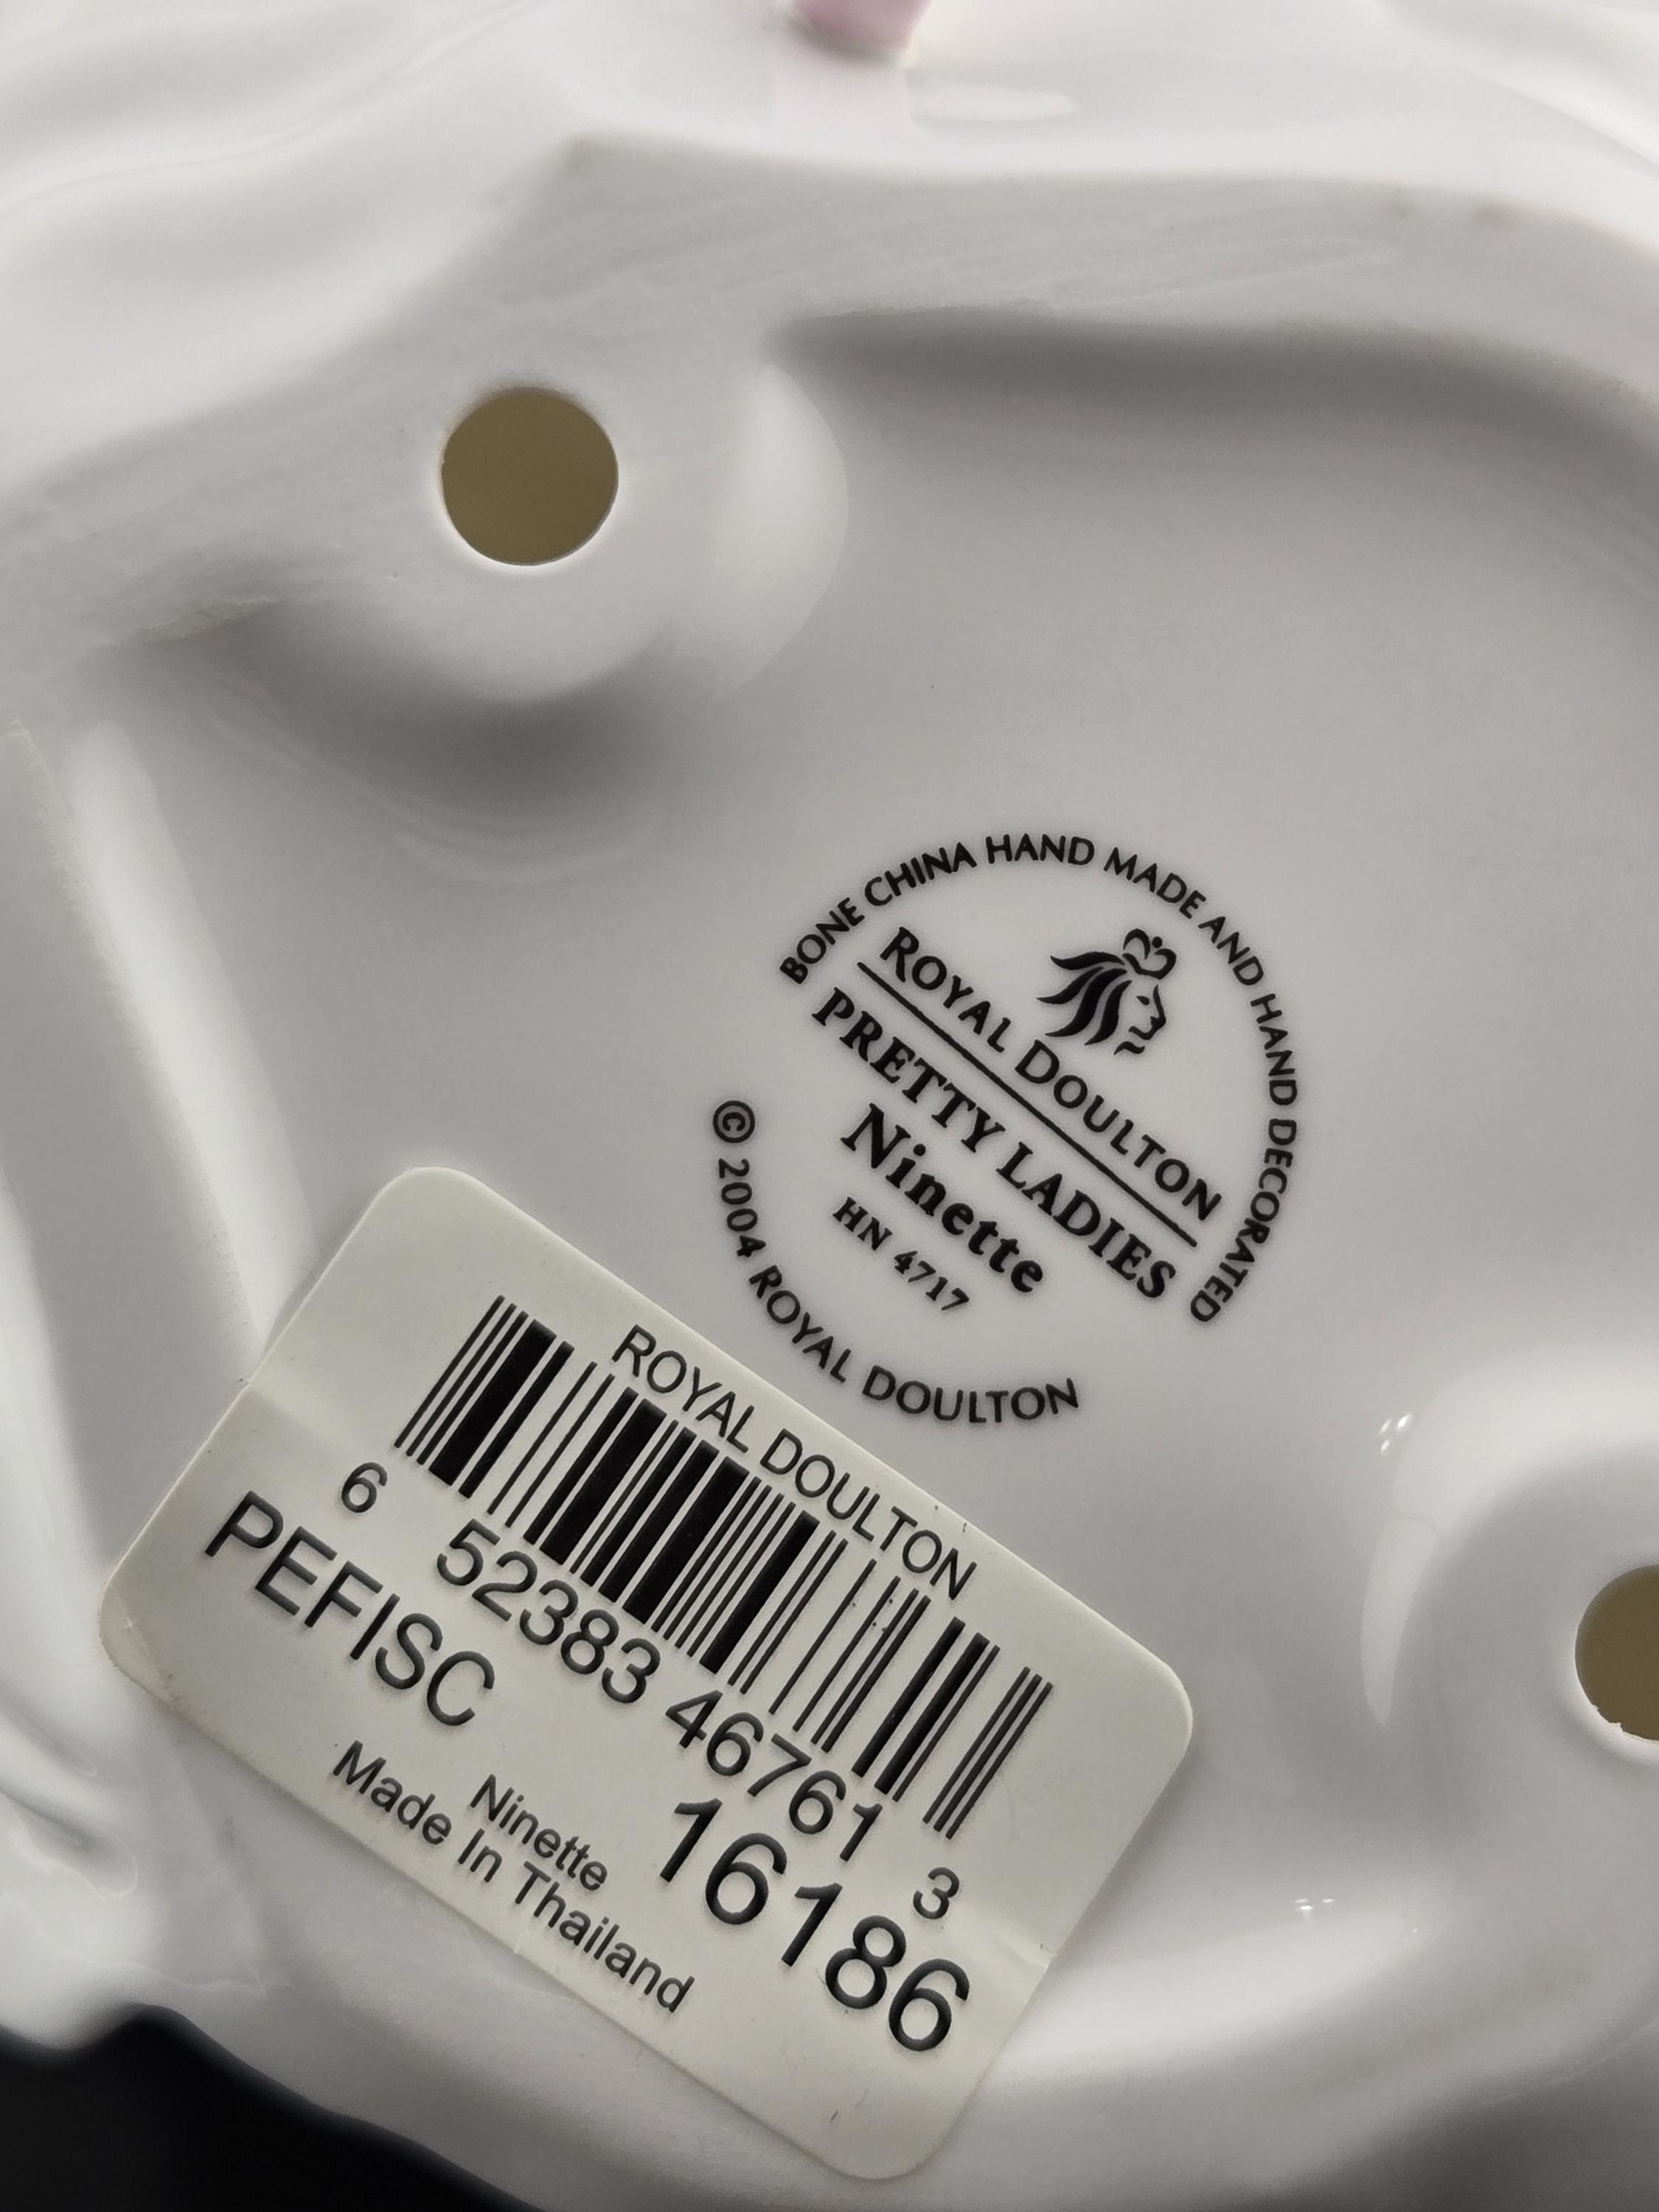 BONE CHINA HAND MADE AND HAND DECORATED
ROYAL DOULTON
PRETTY LADIES
Ninette
HN 4717
© 2004 ROYAL DOULTON
ROYAL DOULTON
6 52383 46761 3
PEFISC 16186
Ninette
Made In Thailand